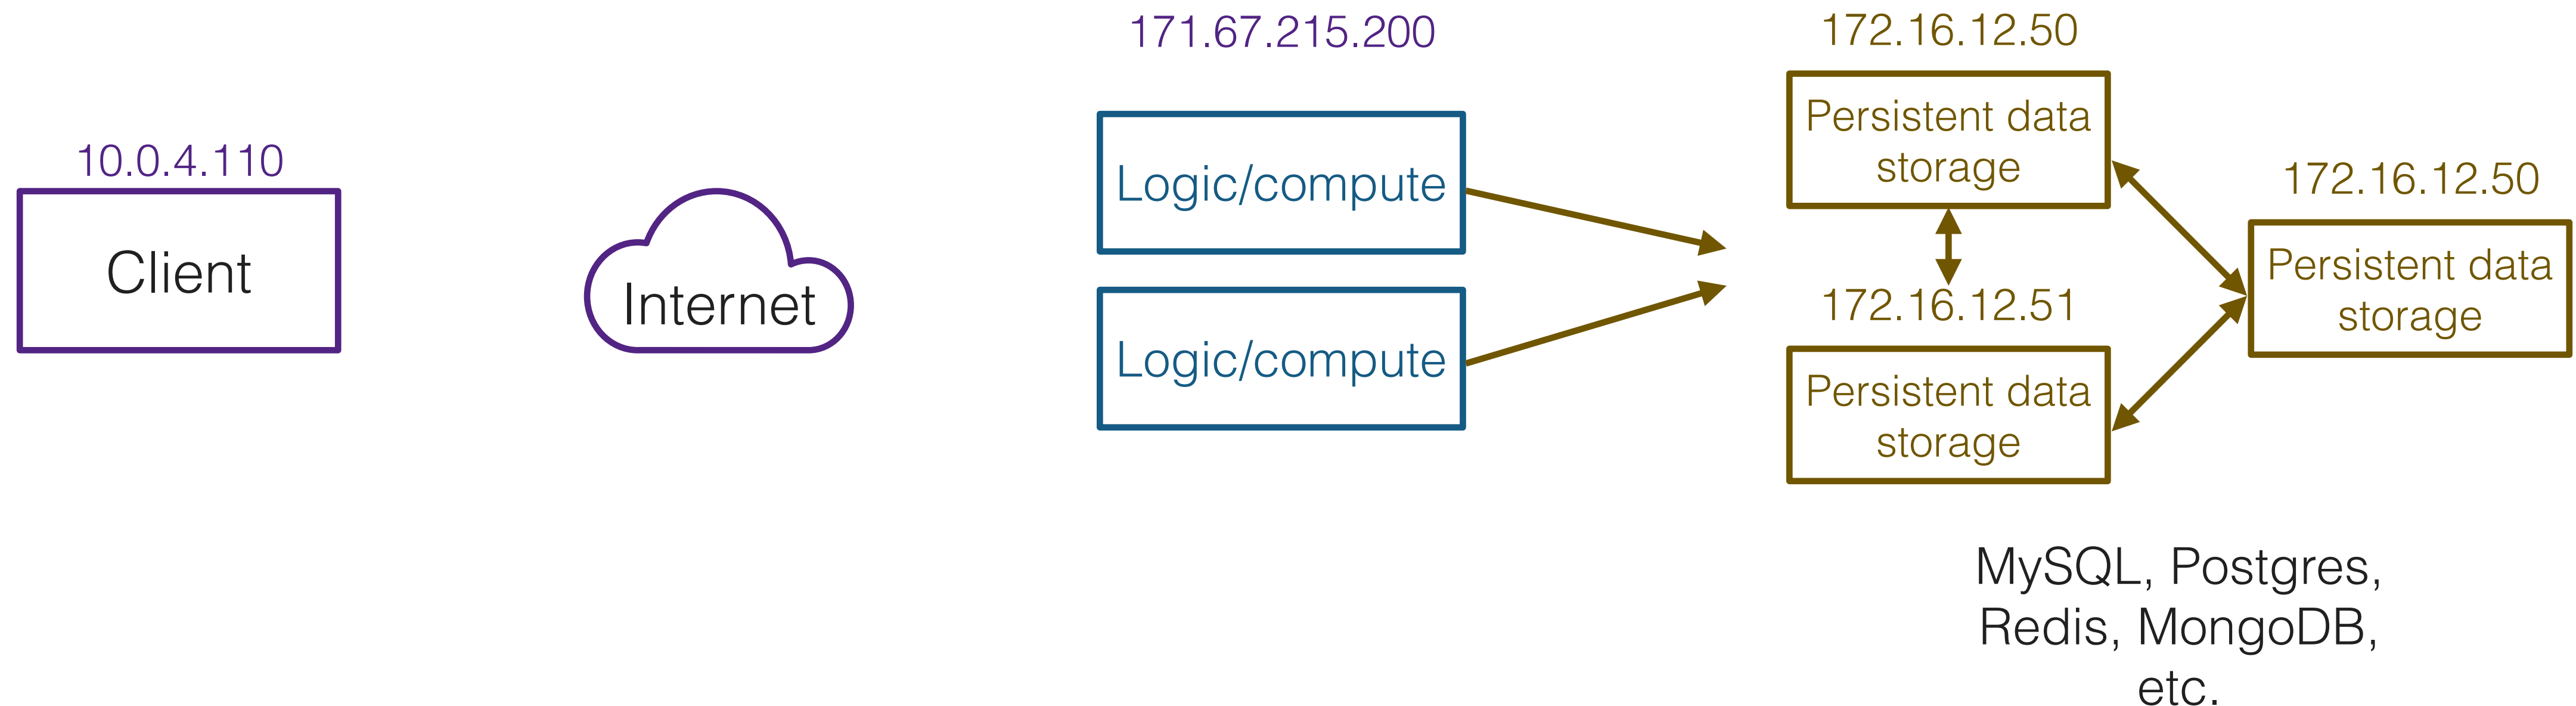 10.0.4.110
Client
Internet
171.67.215.200
Logic/compute
Logic/compute
172.16.12.50
Persistent data
storage
172.16.12.51
Persistent data
storage
172.16.12.50
Persistent data
storage
MySQL, Postgres,
Redis, MongoDB,
etc.